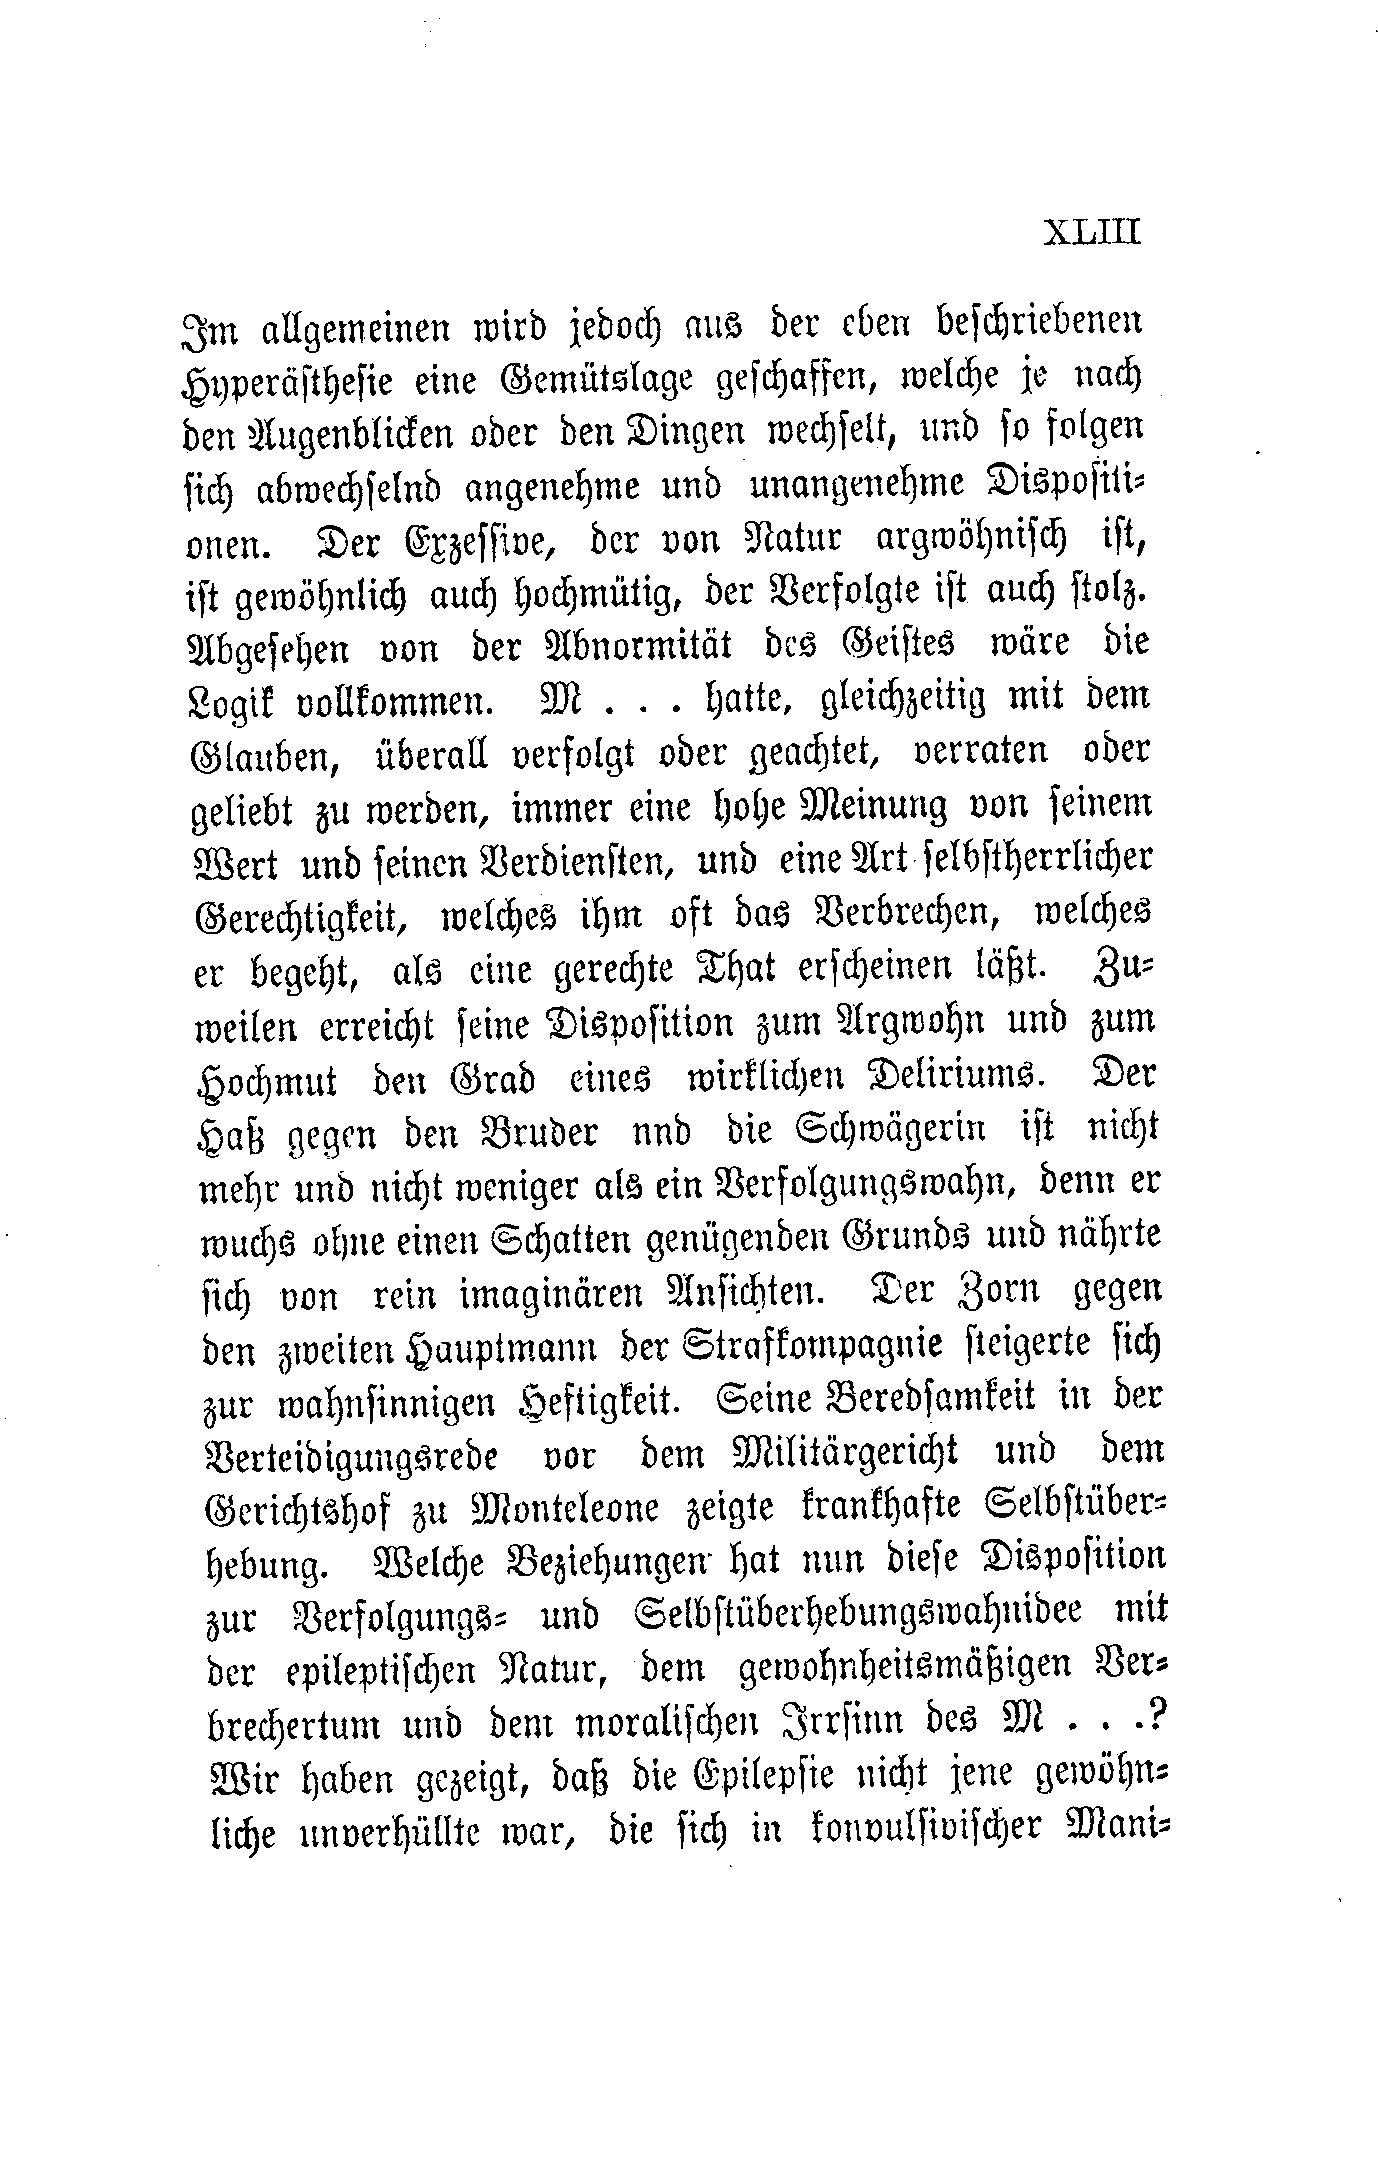 XLIII
Im allgemeinen wird jedoch aus der eben beschriebenen
Hyperästhesie eine Gemütslage geschaffen, welche je nach
den Augenblicken oder den Dingen wechselt, und so folgen
sich abwechselnd angenehme und unangenehme Dispositi-
onen. Der Exzessive, der von Natur argwöhnisch ist,
ist gewöhnlich auch hochmütig, der Verfolgte ist auch stolz.
Abgesehen von der Abnormität des Geistes wäre die
Logik vollkommen. M . . . hatte, gleichzeitig mit dem
Glauben, überall verfolgt oder geachtet, verraten oder
geliebt zu werden, immer eine hohe Meinung von seinem
Wert und seinen Verdiensten, und eine Art selbstherrlicher
Gerechtigkeit, welches ihm oft das Verbrechen, welches
er begeht, als eine gerechte That erscheinen läßt. Zu-
weilen erreicht seine Disposition zum Argwohn und zum
Hochmut den Grad eines wirklichen Deliriums. Der
Haß gegen den Bruder nnd die Schwägerin ist nicht
mehr und nicht weniger als ein Verfolgungswahn, denn er
wuchs ohne einen Schatten genügenden Grunds und nährte
sich von rein imaginären Ansichten. Der Zorn gegen
den zweiten Hauptmann der Strafkompagnie steigerte sich
zur wahnsinnigen Heftigkeit. Seine Beredsamkeit in der
Verteidigungsrede vor dem Militärgericht und dem
Gerichtshof zu Monteleone zeigte krankhafte Selbstüber-
hebung. Welche Beziehungen hat nun diese Disposition
zur Verfolgungs- und Selbstüberhebungswahnidee mit
der epileptischen Natur, dem gewohnheitsmäßigen Ver-
brechertum und dem moralischen Irrsinn des M . . .?
Wir haben gezeigt, daß die Epilepsie nicht jene gewöhn-
liche unverhüllte war, die sich in konvulsivischer Mani-